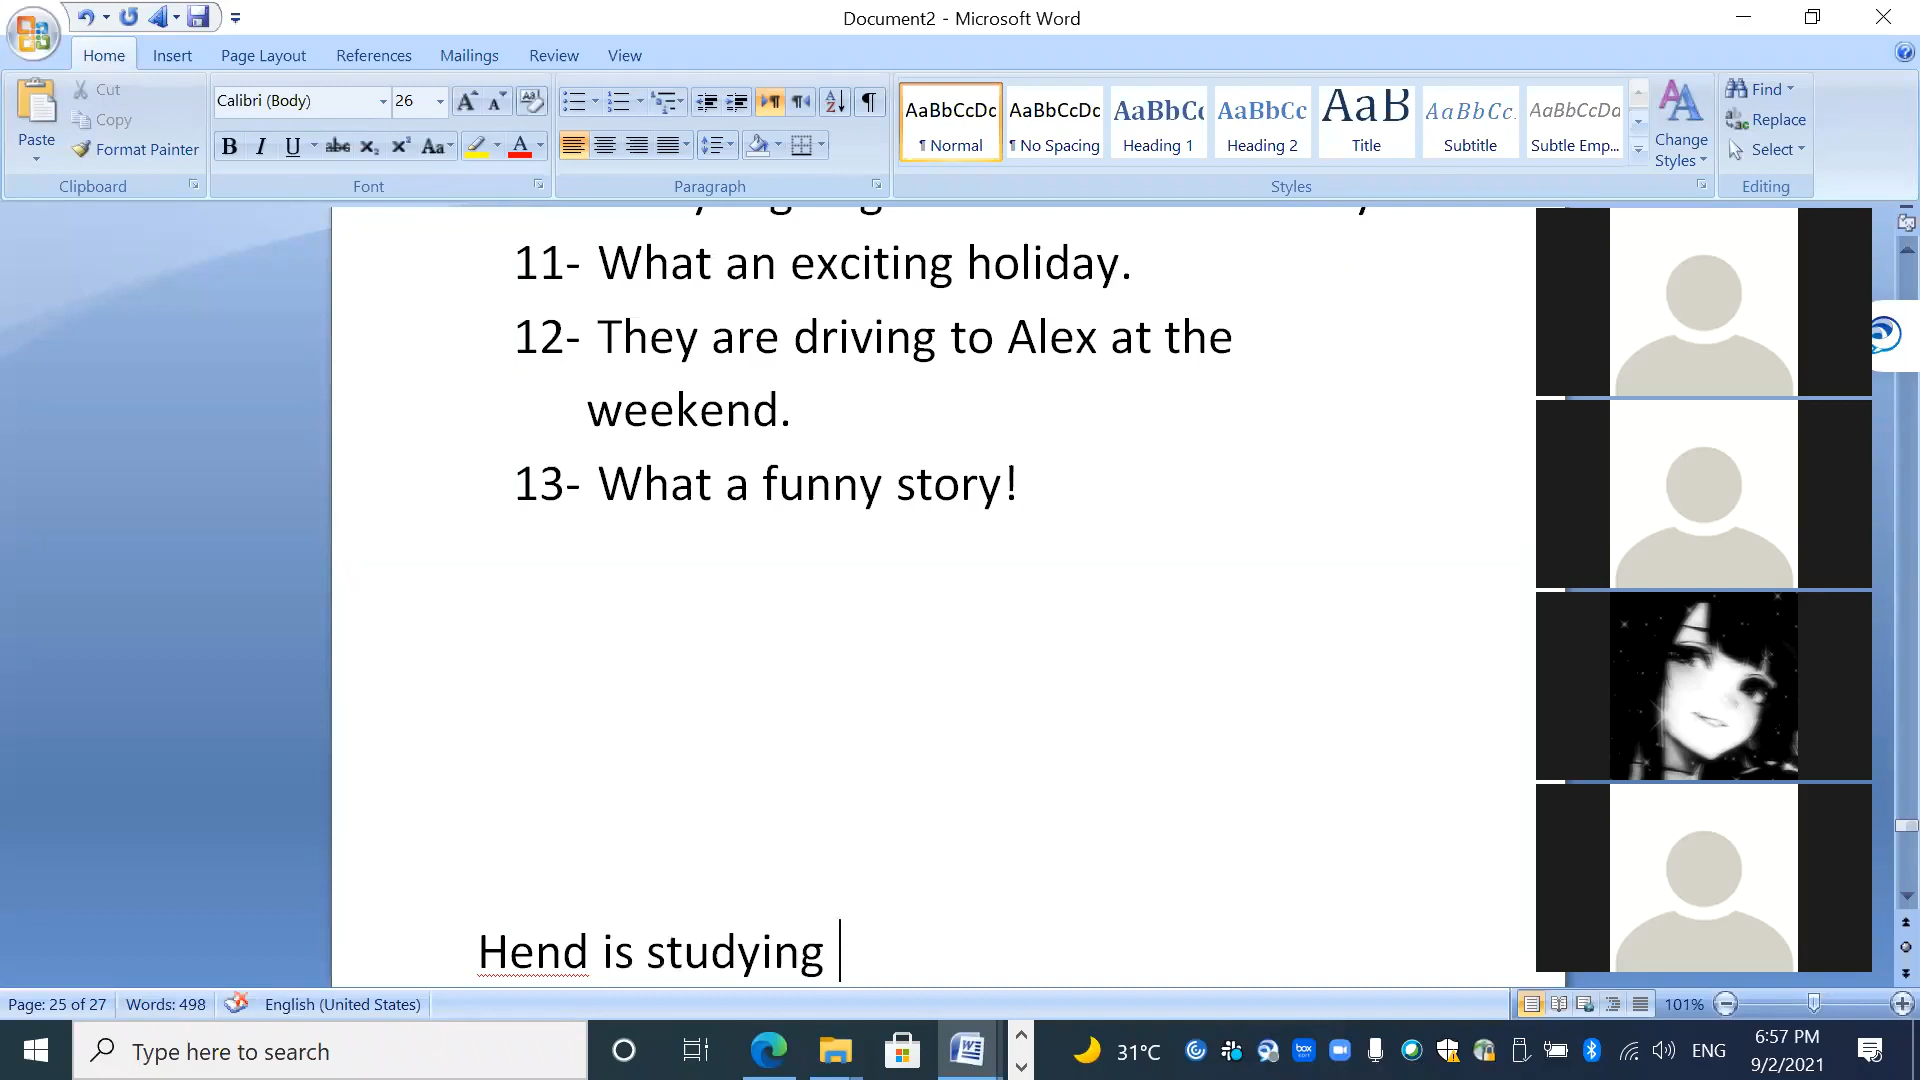 Document2 - Microsoft Word
Home Insert Page Layout References Mailings Review View
Cut
Copy
Format Painter
Paste
Clipboard
Calibri (Body) 26
Font
Paragraph
AaBbCcDc AaBbCcDc AaBbCc AaBbCc AaB AaBbCc. AaBbCcDa
¶ Normal ¶ No Spacing Heading 1 Heading 2 Title Subtitle Subtle Emp...
Change
Styles
Styles
Find
Replace
Select
Editing
11- What an exciting holiday.
12- They are driving to Alex at the
weekend.
13- What a funny story!
Hend is studying
Page: 25 of 27 Words: 498 English (United States) 101%
Type here to search
31°C ENG
6:57 PM
9/2/2021